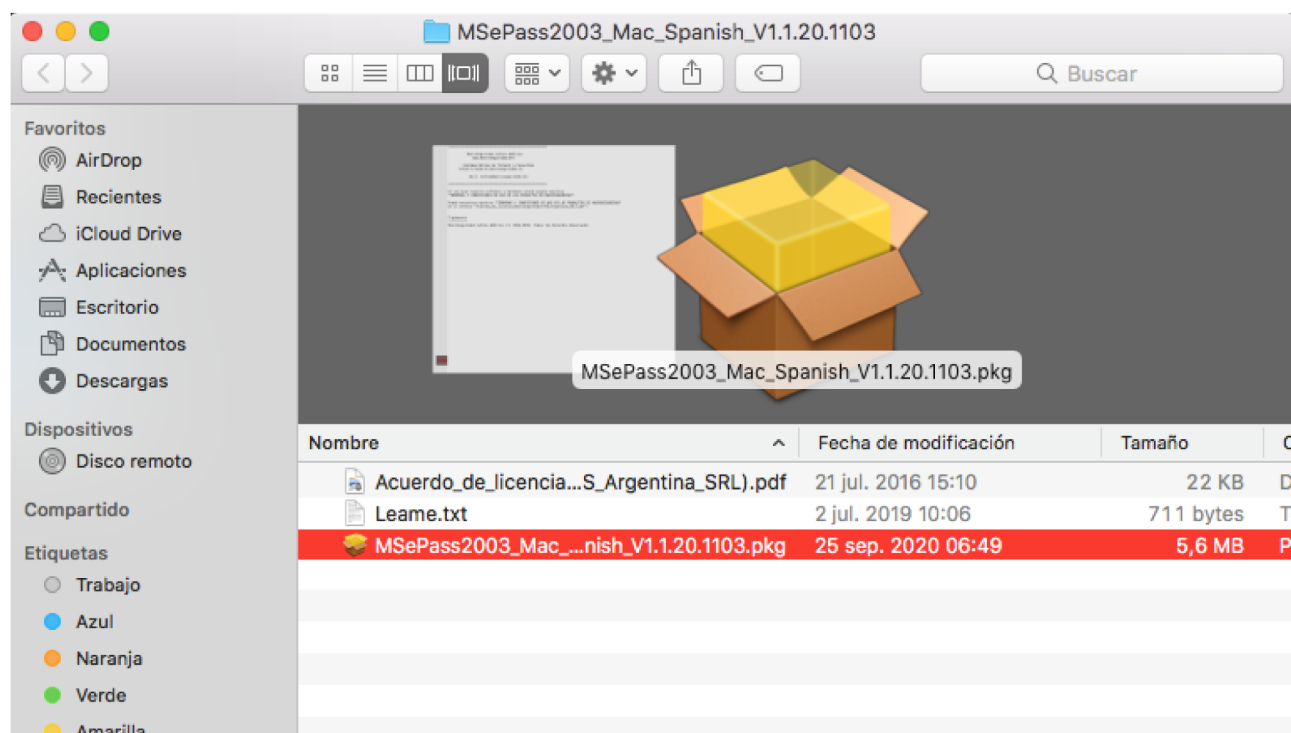 MSePass2003_Mac_Spanish_V1.1.20.1103
Buscar
Favoritos
AirDrop
Recientes
iCloud Drive
Aplicaciones
Escritorio
Documentos
Descargas
Dispositivos
Disco remoto
Compartido
Etiquetas
Trabajo
Azul
Naranja
Verde
Amarilla
MSePass2003_Mac_Spanish_V1.1.20.1103.pkg
Nombre Fecha de modificación Tamaño
Acuerdo_de_licencia...S_Argentina_SRL).pdf 21 jul. 2016 15:10 22 KB
Leame.txt 2 jul. 2019 10:06 711 bytes
MSePass2003_Mac_...nish_V1.1.20.1103.pkg 25 sep. 2020 06:49 5,6 MB